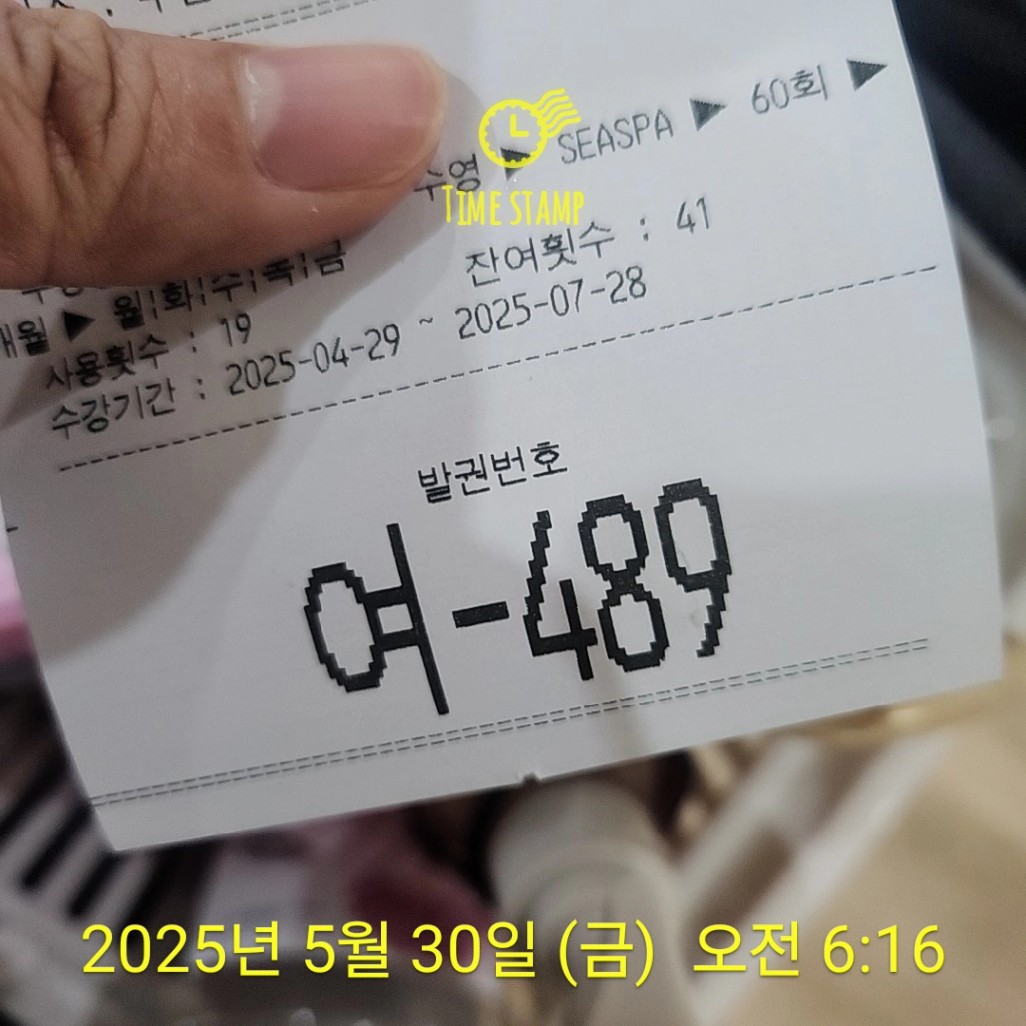 수영 ▶ SEASPA ▶ 60회 ▶
개월 ▶ 월|화|수|목|금
사용횟수 : 19 잔여횟수 : 41
수강기간 : 2025-04-29 ~ 2025-07-28
발권번호
여-489
TIME STAMP
2025년 5월 30일 (금) 오전 6:16